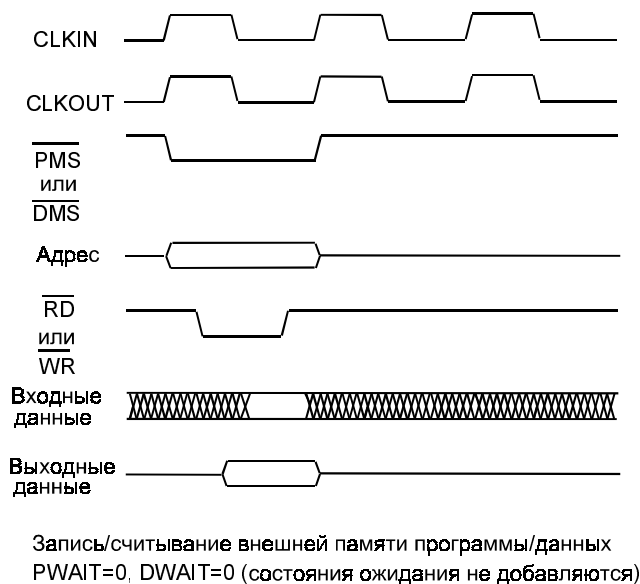 CLKIN
CLKOUT
PMS
или
DMS
Адрес
RD
или
WR
Входные
данные
Выходные
данные
Запись/считывание внешней памяти программы/данных
PWAIT=0, DWAIT=0 (состояния ожидания не добавляются)